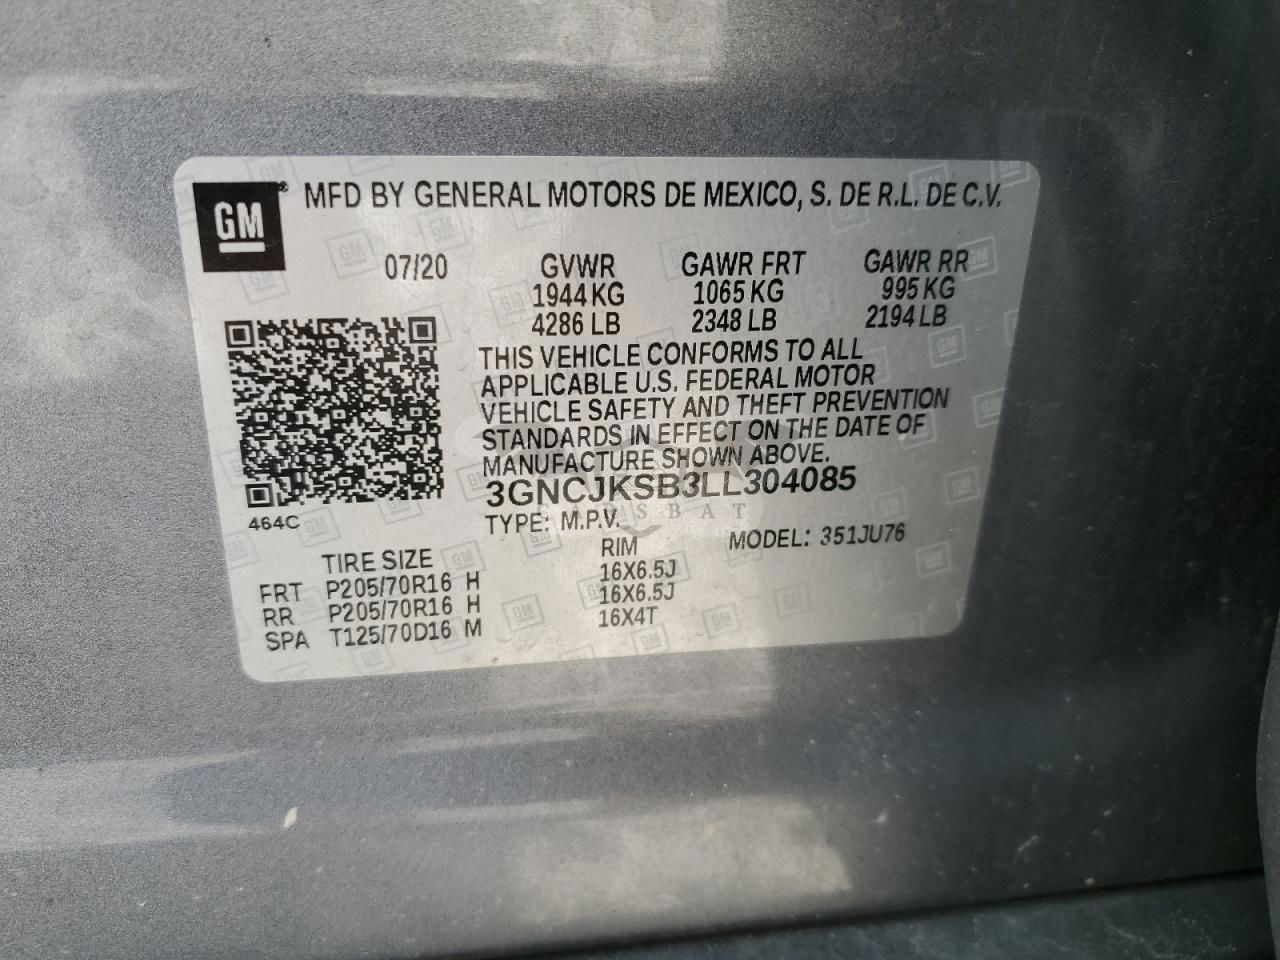 GM
MFD BY GENERAL MOTORS DE MEXICO, S. DE R.L. DE C.V.
07/20 GVWR GAWR FRT GAWR RR
1944 KG 1065 KG 995 KG
4286 LB 2348 LB 2194 LB
THIS VEHICLE CONFORMS TO ALL
APPLICABLE U.S. FEDERAL MOTOR
VEHICLE SAFETY AND THEFT PREVENTION
STANDARDS IN EFFECT ON THE DATE OF
MANUFACTURE SHOWN ABOVE.
3GNCJKSB3LL304085
464C
TYPE: M.P.V.
MODEL: 351JU76
TIRE SIZE RIM
FRT P205/70R16 H 16X6.5J
RR P205/70R16 H 16X6.5J
SPA T125/70D16 M 16X4T